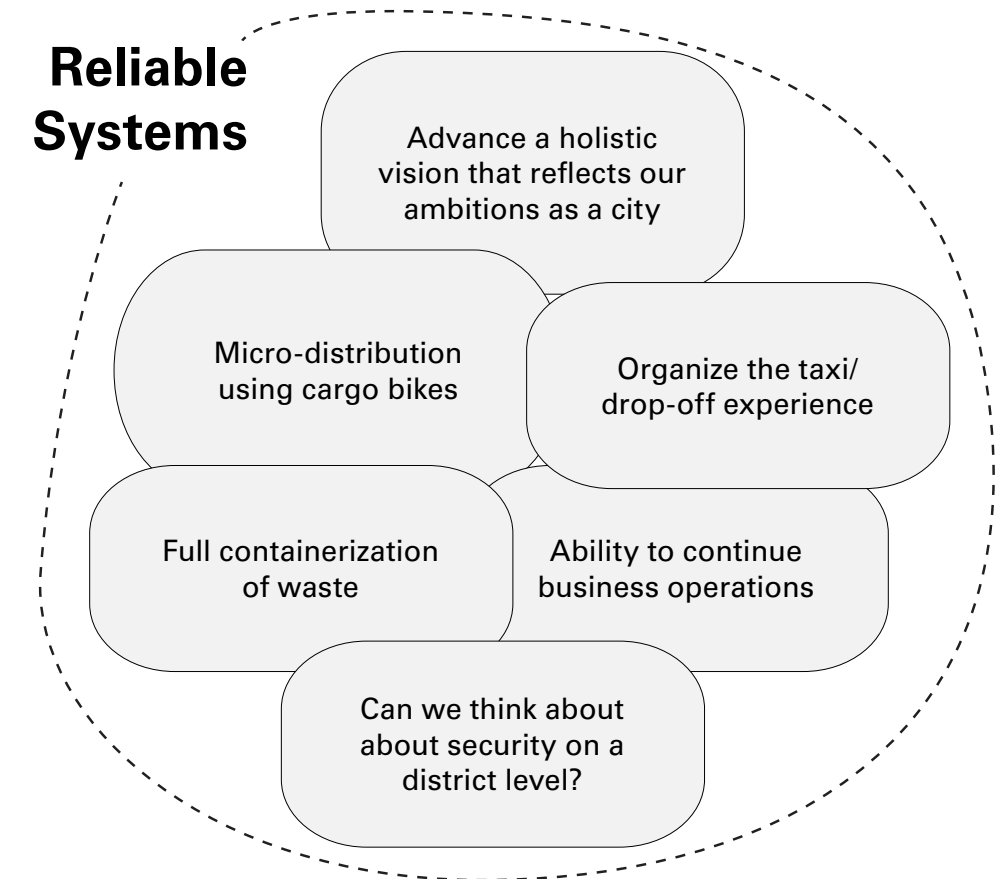 Reliable
Systems
Advance a holistic
vision that reflects our
ambitions as a city
Micro-distribution
using cargo bikes
Organize the taxi/
drop-off experience
Full containerization
of waste
Ability to continue
business operations
Can we think about
about security on a
district level?